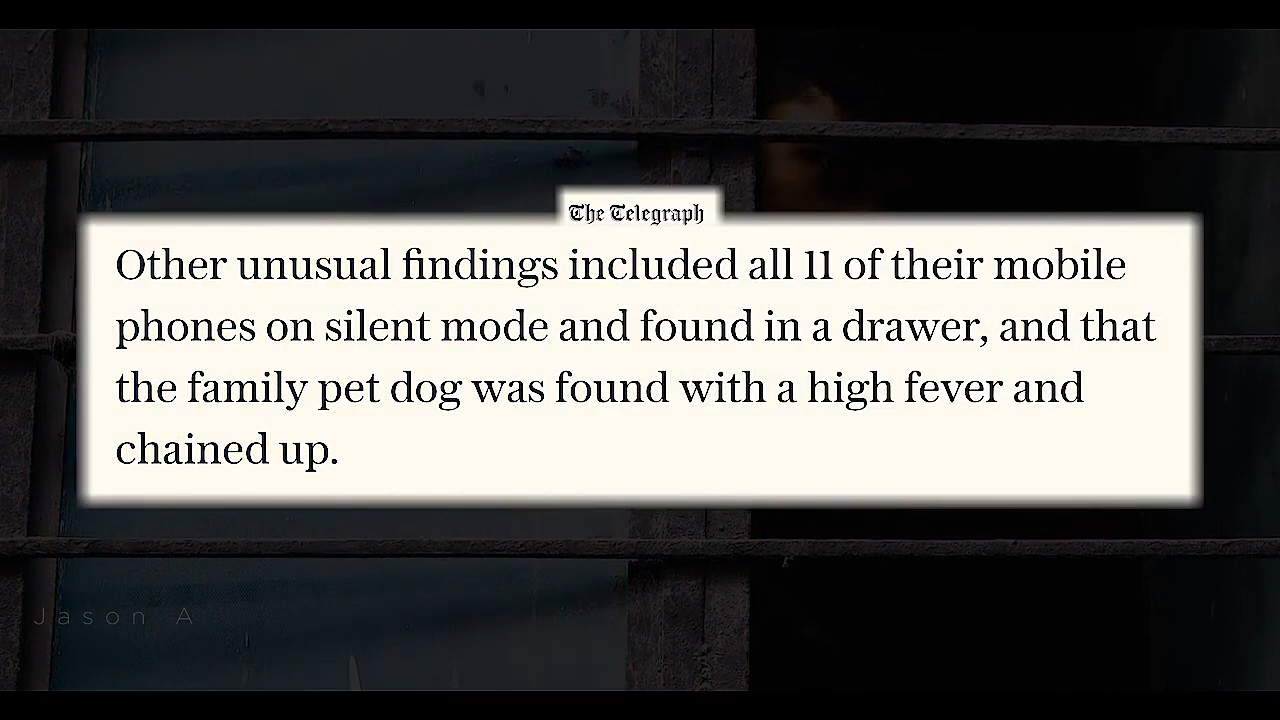 The Telegraph
Other unusual findings included all 11 of their mobile
phones on silent mode and found in a drawer, and that
the family pet dog was found with a high fever and
chained up.
Jason A